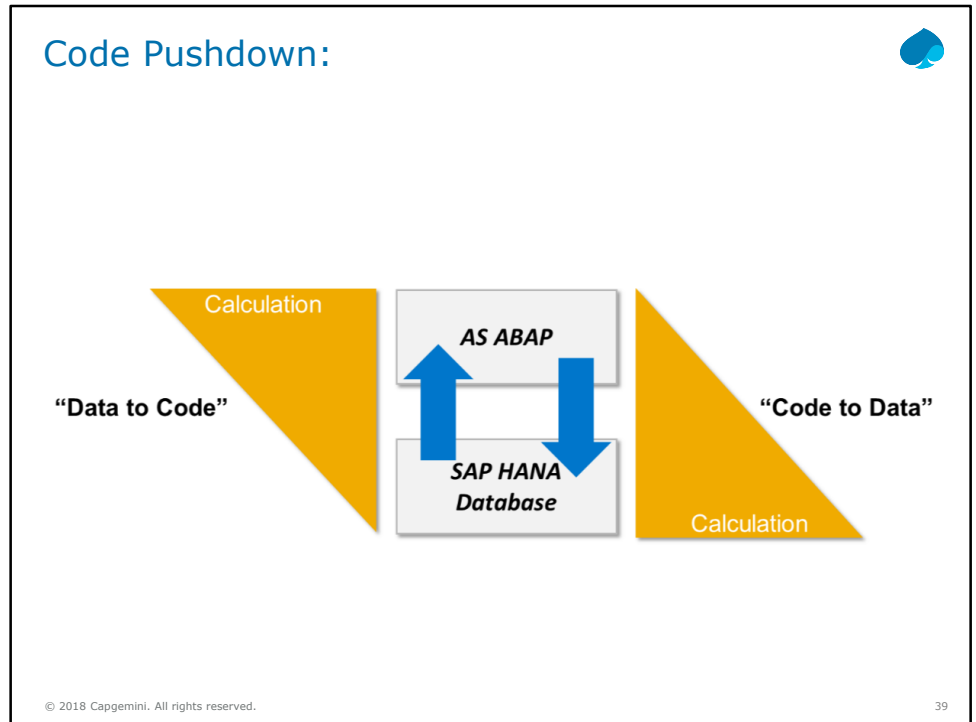 Code Pushdown:
Calculation
AS ABAP
“Data to Code”
“Code to Data”
SAP HANA
Database
Calculation
© 2018 Capgemini. All rights reserved.
39